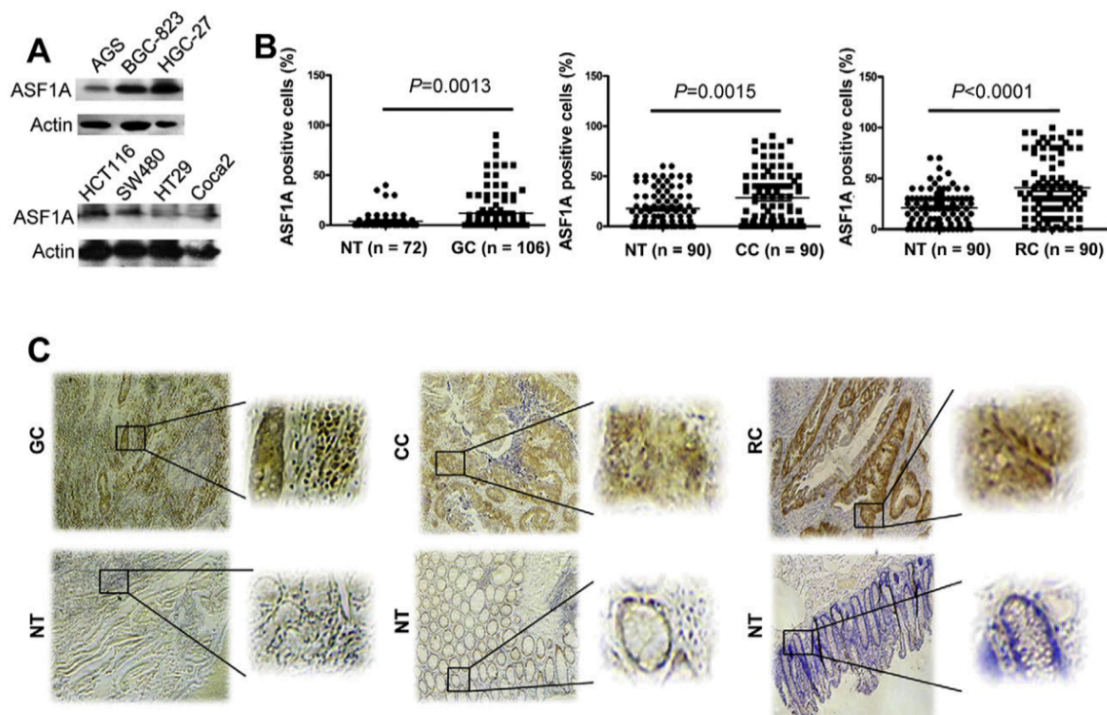 A
AGS BGC-823 HGC-27
ASF1A
Actin
HCT116 SW480 HT29 Coca2
ASF1A
Actin
B
ASF1A positive cells (%)
150
100
50
0
P=0.0013
NT (n = 72) GC (n = 106)
ASF1A positive cells (%)
150
100
50
0
P=0.0015
NT (n = 90) CC (n = 90)
ASF1A positive cells (%)
150
100
50
0
P<0.0001
NT (n = 90) RC (n = 90)
C
GC
CC
RC
NT
NT
NT